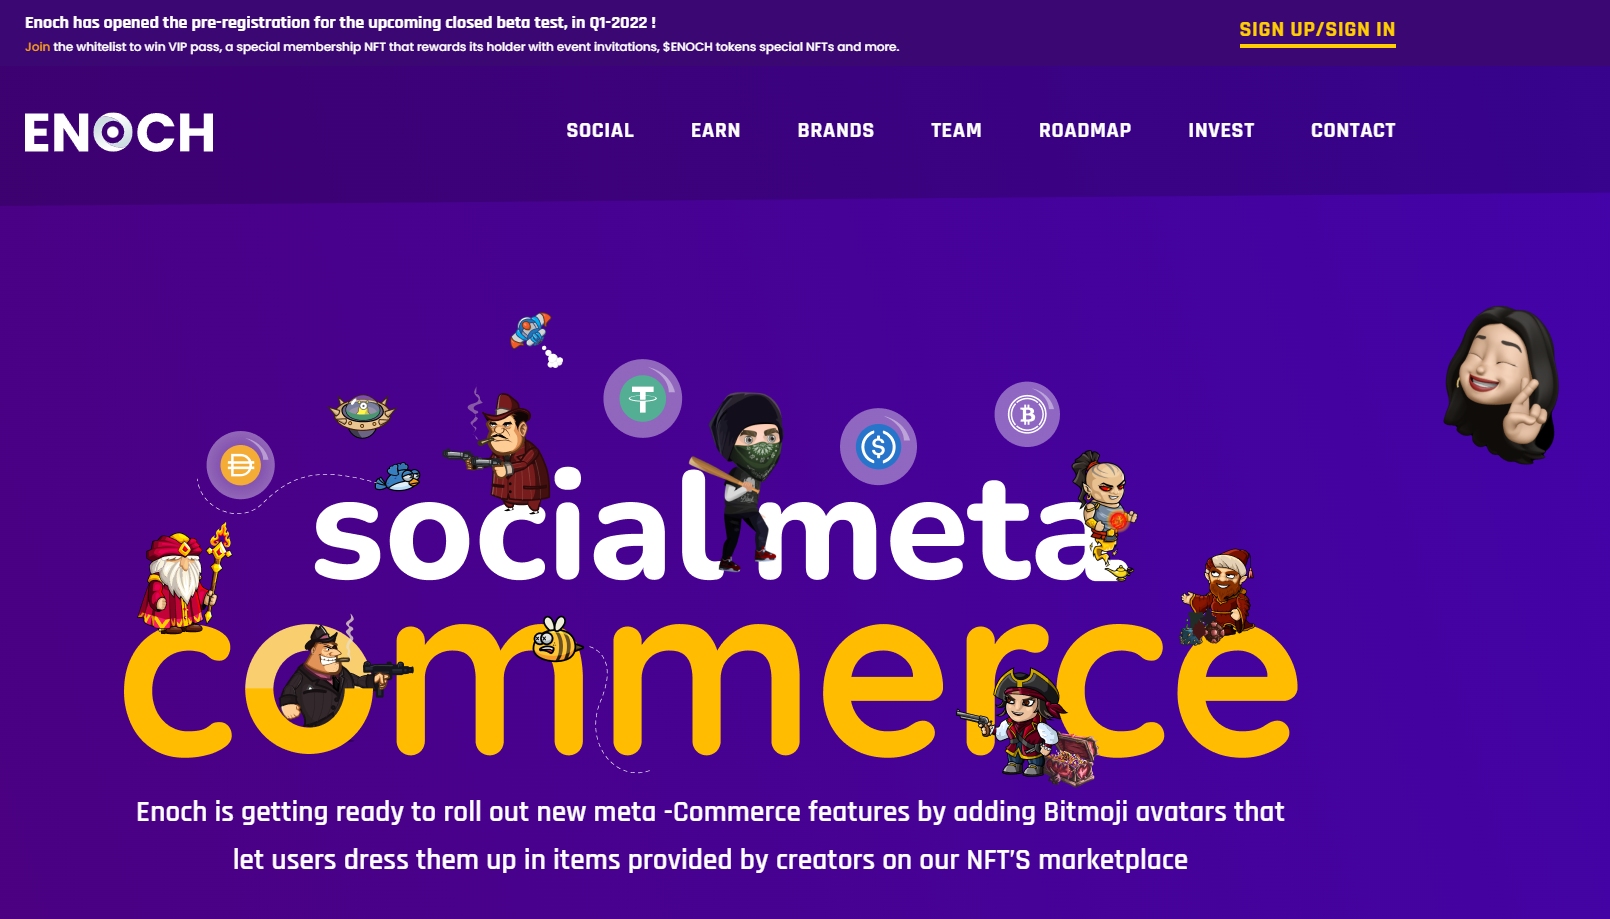 Enoch has opened the pre-registration for the upcoming closed beta test, in Q1-2022 !
Join the whitelist to win VIP pass, a special membership NFT that rewards its holder with event invitations, $ENOCH tokens special NFTs and more.
SIGN UP/SIGN IN
ENOCH
SOCIAL EARN BRANDS TEAM ROADMAP INVEST CONTACT
social meta
commerce
Enoch is getting ready to roll out new meta -Commerce features by adding Bitmoji avatars that
let users dress them up in items provided by creators on our NFT'S marketplace